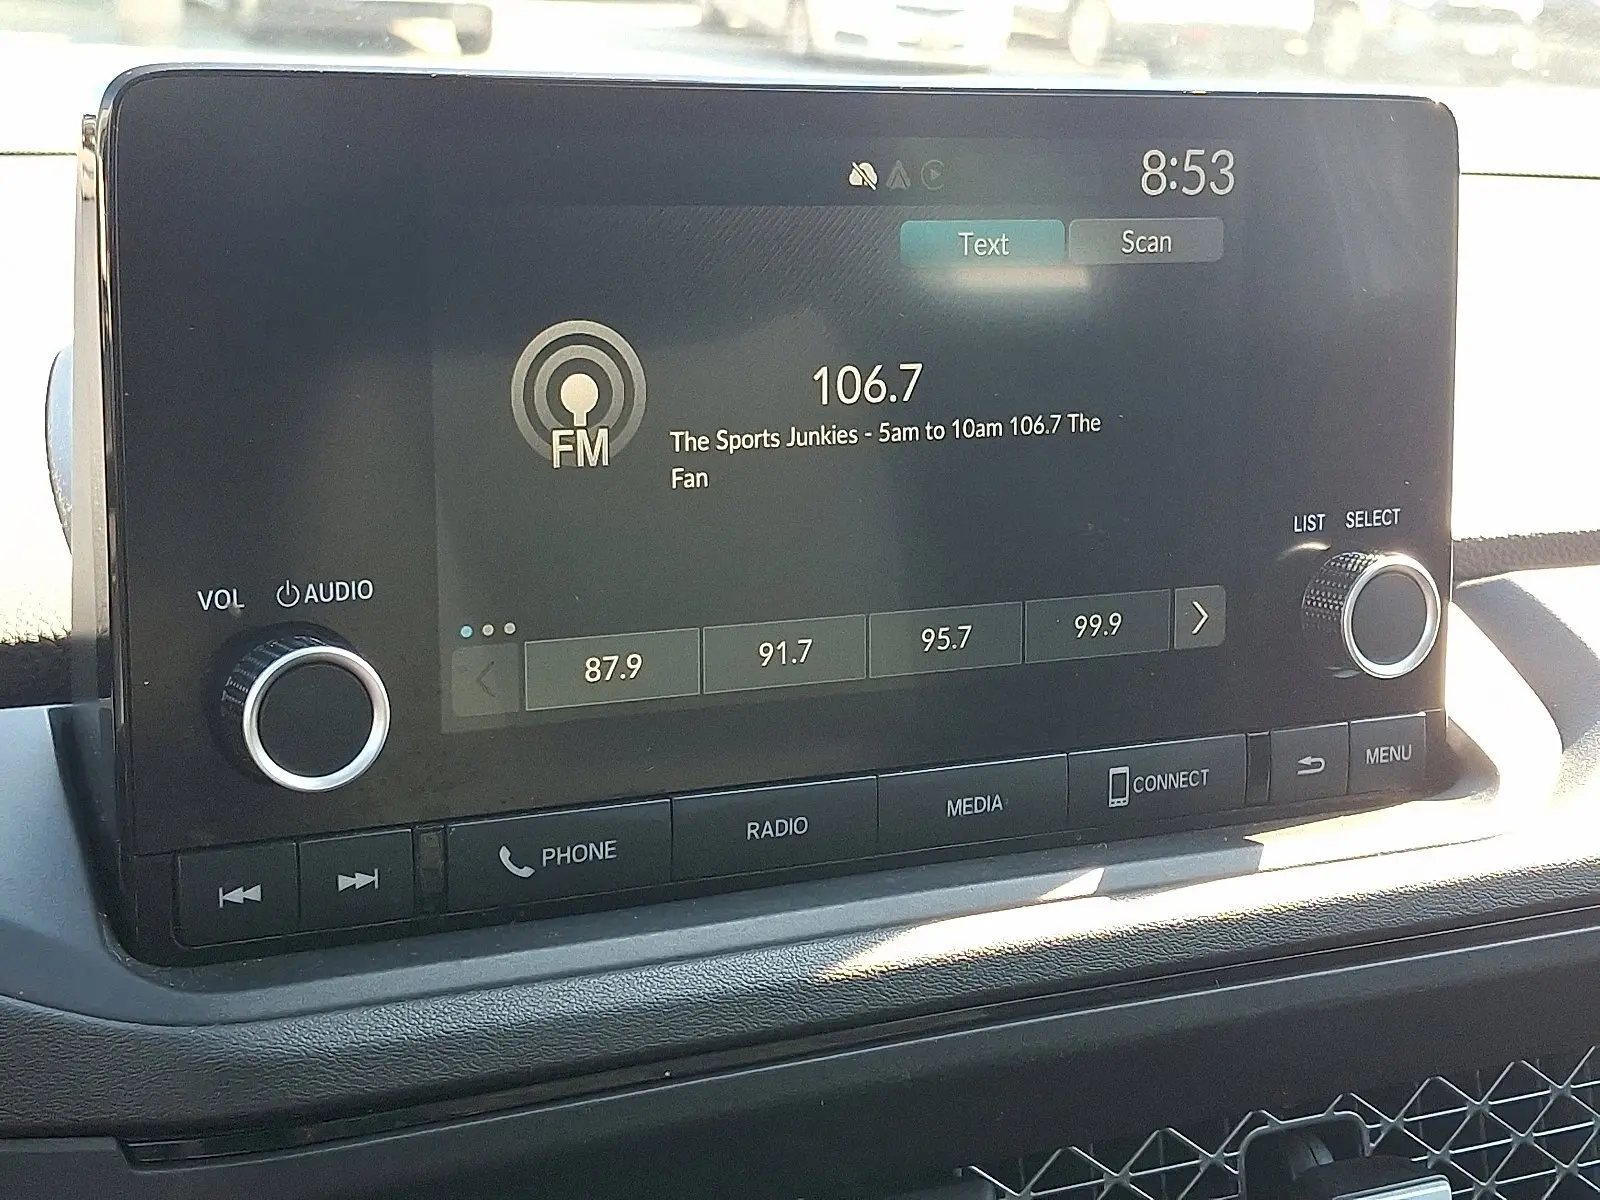 8:53
Text
Scan
FM
106.7
The Sports Junkies - 5am to 10am 106.7 The
Fan
LIST SELECT
VOL AUDIO
87.9
91.7
95.7
99.9
PHONE
RADIO
MEDIA
CONNECT
MENU